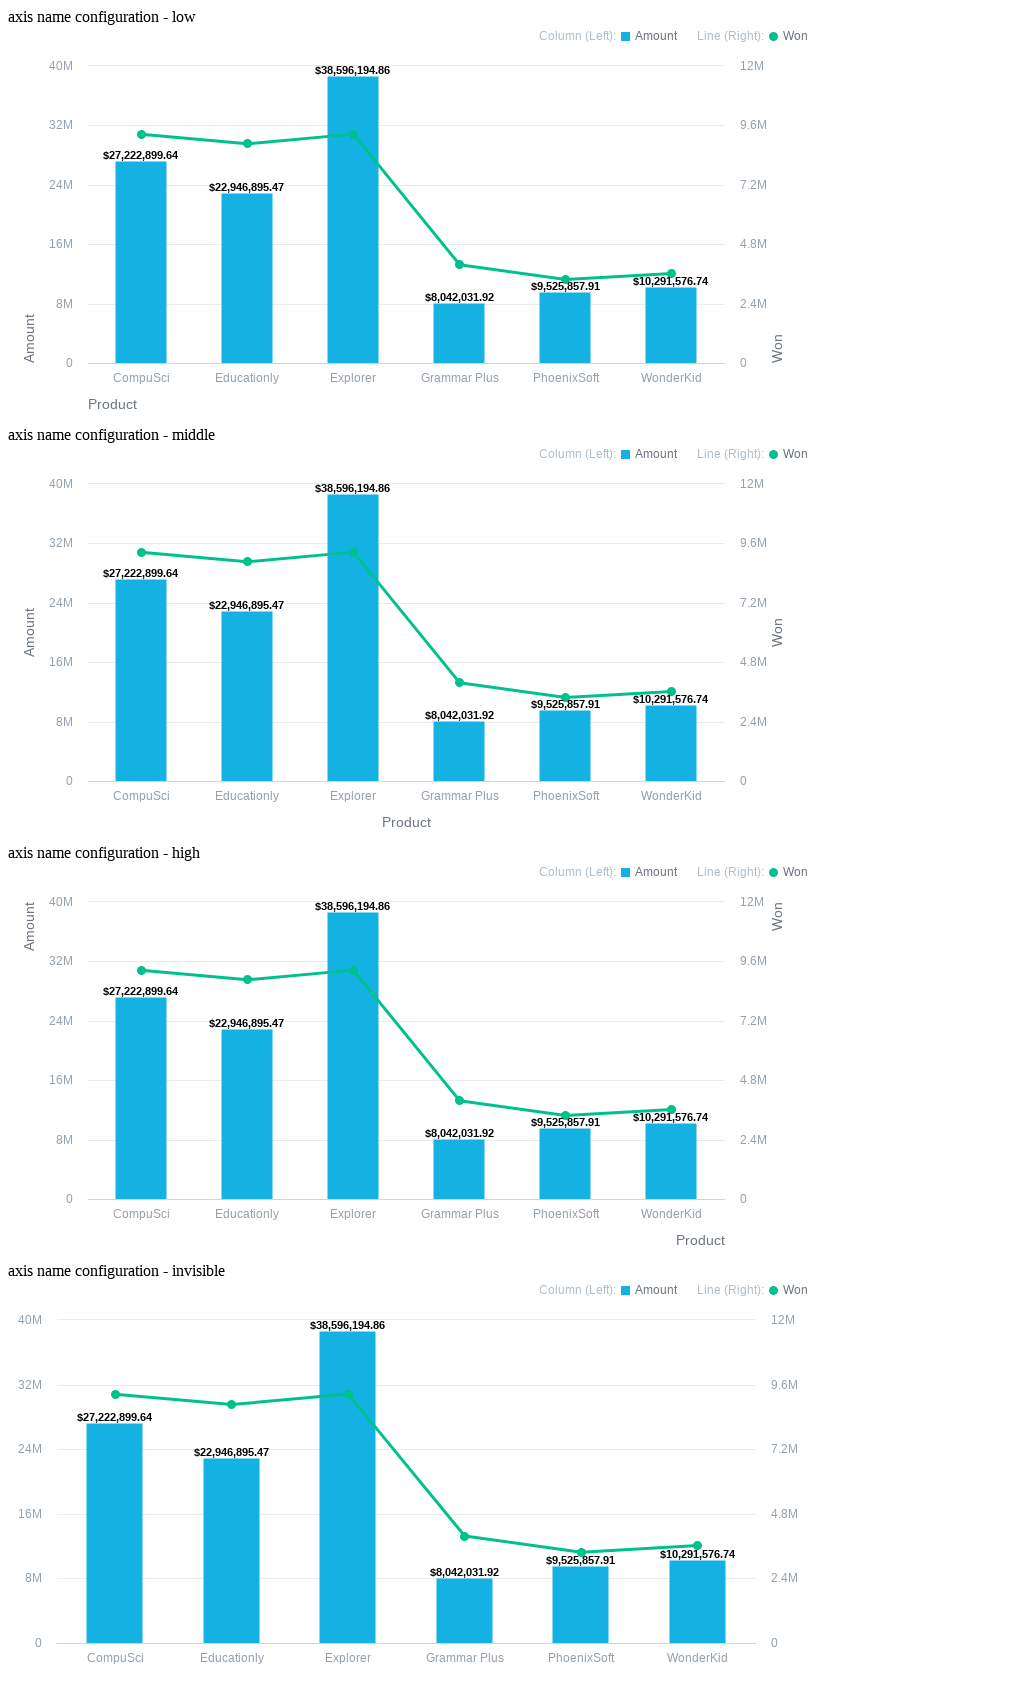 axis name configuration - low
Column (Left): Amount Line (Right): Won
40M $38,596,194.86 12M
32M 9.6M
$27,222,899.64
24M $22,946,895.47 7.2M
16M 4.8M
$9,525,857.91 $10,291,576.74
8M $8,042,031.92 2.4M
Amount Won
0 0
CompuSci Educationly Explorer Grammar Plus PhoenixSoft WonderKid
Product
axis name configuration - middle
Column (Left): Amount Line (Right): Won
40M $38,596,194.86 12M
32M 9.6M
$27,222,899.64
24M $22,946,895.47 7.2M
Amount Won
16M 4.8M
$9,525,857.91 $10,291,576.74
8M $8,042,031.92 2.4M
0 0
CompuSci Educationly Explorer Grammar Plus PhoenixSoft WonderKid
Product
axis name configuration - high
Column (Left): Amount Line (Right): Won
40M $38,596,194.86 12M
Amount Won
32M 9.6M
$27,222,899.64
24M $22,946,895.47 7.2M
16M 4.8M
$9,525,857.91 $10,291,576.74
8M $8,042,031.92 2.4M
0 0
CompuSci Educationly Explorer Grammar Plus PhoenixSoft WonderKid
Product
axis name configuration - invisible
Column (Left): Amount Line (Right): Won
40M $38,596,194.86 12M
32M 9.6M
$27,222,899.64
24M $22,946,895.47 7.2M
16M 4.8M
$9,525,857.91 $10,291,576.74
8M $8,042,031.92 2.4M
0 0
CompuSci Educationly Explorer Grammar Plus PhoenixSoft WonderKid